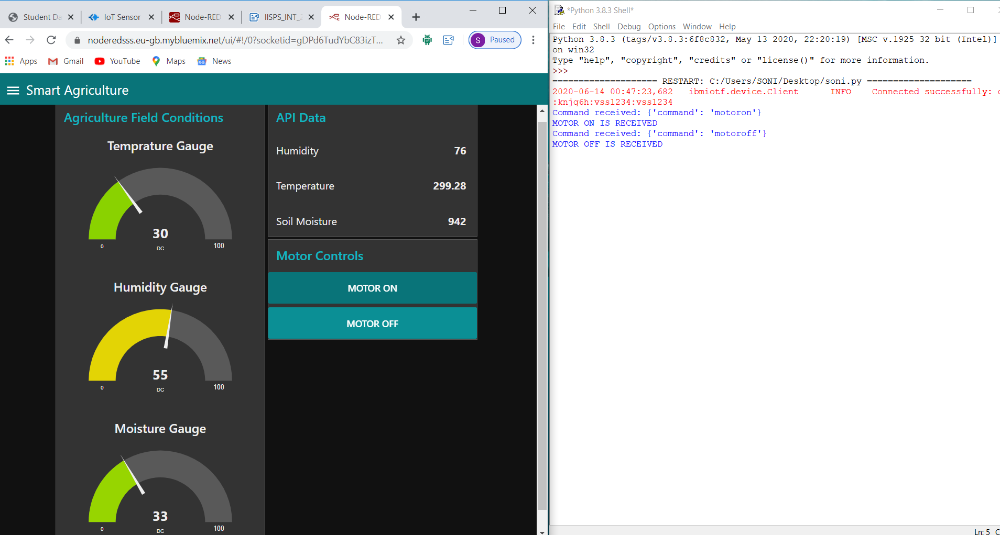 Student Da
IoT Sensor
Node-RED
IISPS_INT_2
Node-RED
noderedsss.eu-gb.mybluemix.net/ui/#!/0?socketid=gDPd6TudYbC83izT...
S
Paused
Apps
Gmail
YouTube
Maps
News
Smart Agriculture
Agriculture Field Conditions
Temprature Gauge
30
0
DC
100
Humidity Gauge
55
0
DC
100
Moisture Gauge
33
0
DC
100
API Data
Humidity 76
Temperature 299.28
Soil Moisture 942
Motor Controls
MOTOR ON
MOTOR OFF
*Python 3.8.3 Shell*
File Edit Shell Debug Options Window Help
Python 3.8.3 (tags/v3.8.3:6f8c832, May 13 2020, 22:20:19) [MSC v.1925 32 bit (Intel)]
on win32
Type "help", "copyright", "credits" or "license()" for more information.
>>>
==================== RESTART: C:/Users/SONI/Desktop/soni.py ====================
2020-06-14 00:47:23,682 ibmiotf.device.Client INFO Connected successfully:
:knjq6h:vss1234:vss1234
Command received: {'command': 'motoron'}
MOTOR ON IS RECEIVED
Command received: {'command': 'motoroff'}
MOTOR OFF IS RECEIVED
Ln: 5